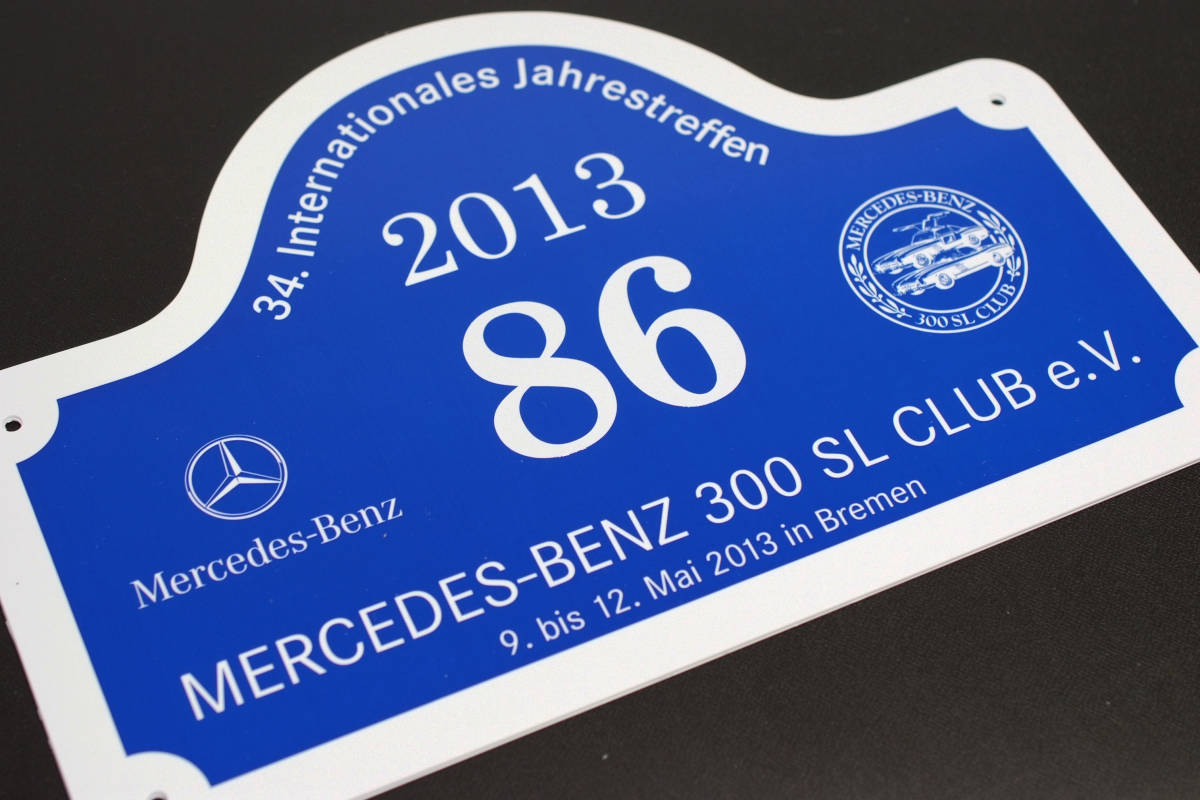 34. Internationales Jahrestreffen
2013
86
MERCEDES-BENZ
300 SL CLUB
Mercedes-Benz
MERCEDES-BENZ 300 SL CLUB e.V.
9. bis 12. Mai 2013 in Bremen